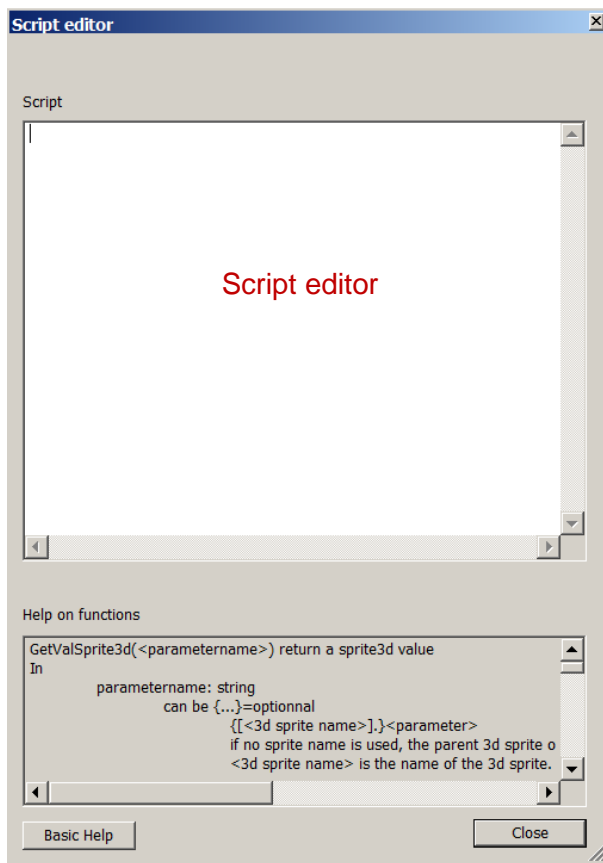 Script editor
Script
Script editor
Help on functions
GetValSprite3d(<parametername>) return a sprite3d value
In
parametername: string
can be {...}=optionnal
{[<3d sprite name>].}<parameter>
if no sprite name is used, the parent 3d sprite o
<3d sprite name> is the name of the 3d sprite.
Basic Help
Close